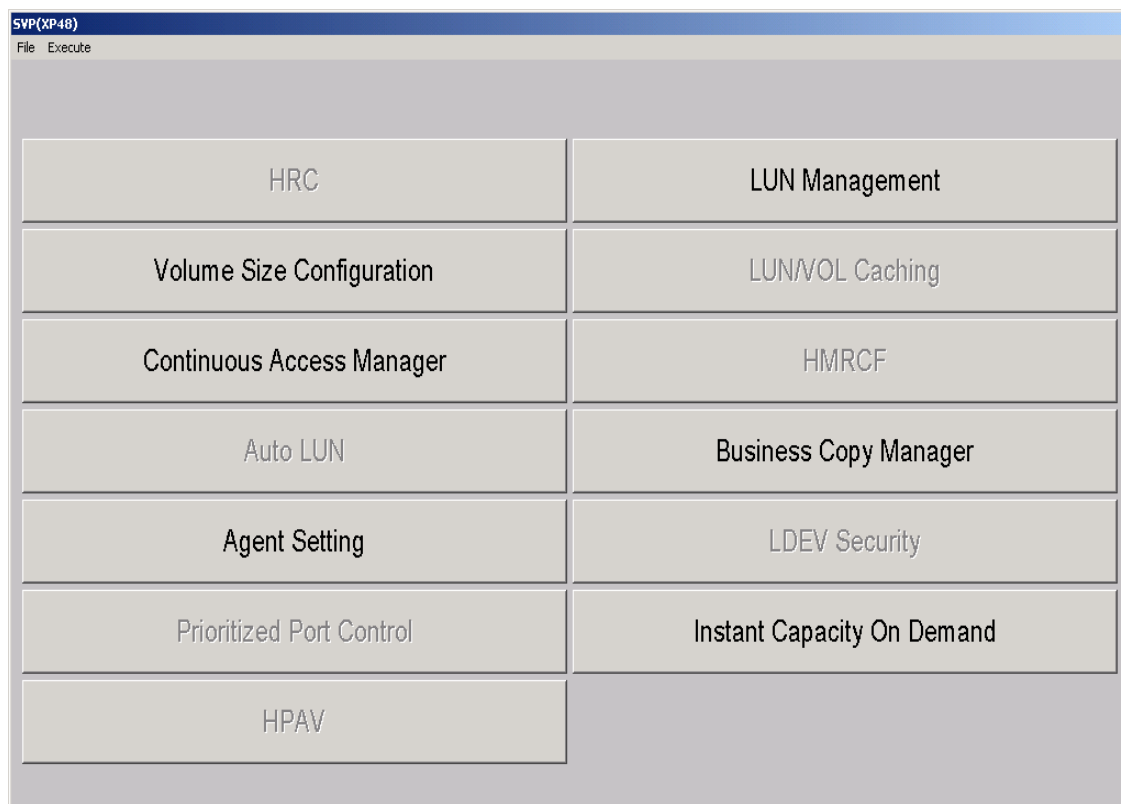 SVP(XP48)
File Execute
HRC
LUN Management
Volume Size Configuration
LUN/VOL Caching
Continuous Access Manager
HMRCF
Auto LUN
Business Copy Manager
Agent Setting
LDEV Security
Prioritized Port Control
Instant Capacity On Demand
HPAV